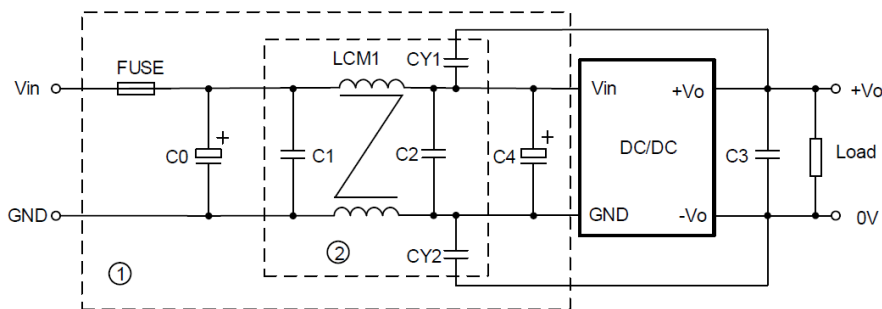 CY1
FUSE
LCM1
Vin
Vin
+Vo
+Vo
C0
+
C1
C2
C4
+
DC/DC
C3
Load
GND
GND
-Vo
0V
①
②
CY2